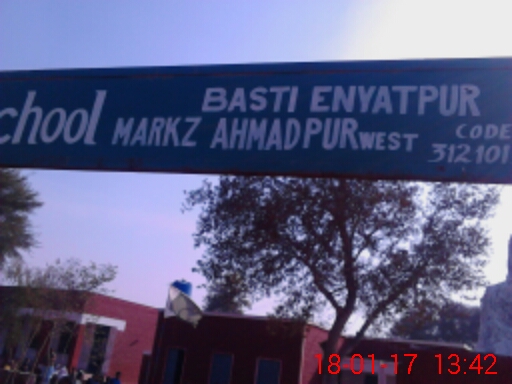 chool BASTI ENYATPUR
MARKZ AHMADPUR WEST CODE
312101
18-01-17 13:42